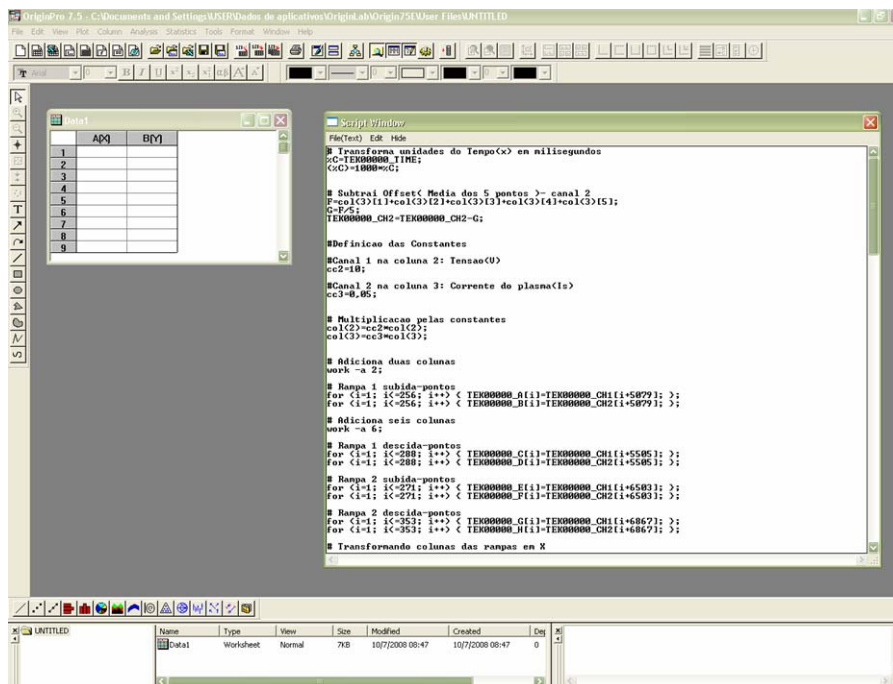 OriginPro 7.5 - C:\Documents and Settings\USER\Dados de aplicativos\OriginLab\Origin75E\User Files\UNTITLED
File Edit View Plot Column Analysis Statistics Tools Format Window Help
Arial 0 B I U
Data1
A(X) B(Y)
1
2
3
4
5
6
7
8
9
Script Window
File(Text) Edit Hide
# Transforma unidades do Tempo(x) em milisegundos
%C=TEK00000_TIME;
(%C)=1000*%C;
# Subtrai Offset( Media dos 5 pontos )- canal 2
F=col(3)[1]+col(3)[2]+col(3)[3]+col(3)[4]+col(3)[5];
G=F/5;
TEK00000_CH2=TEK00000_CH2-G;
#Definicao das Constantes
#Canal 1 na coluna 2: Tensao(V)
cc2=10;
#Canal 2 na coluna 3: Corrente do plasma(Is)
cc3=0,05;
# Multiplicacao pelas constantes
col(2)=cc2*col(2);
col(3)=cc3*col(3);
# Adiciona duas colunas
work -a 2;
# Rampa 1 subida-pontos
for (i=1; i<=256; i++) { TEK00000_A[i]=TEK00000_CH1[i+5079]; };
for (i=1; i<=256; i++) { TEK00000_B[i]=TEK00000_CH2[i+5079]; };
# Adiciona seis colunas
work -a 6;
# Rampa 1 descida-pontos
for (i=1; i<=288; i++) { TEK00000_C[i]=TEK00000_CH1[i+5505]; };
for (i=1; i<=288; i++) { TEK00000_D[i]=TEK00000_CH2[i+5505]; };
# Rampa 2 subida-pontos
for (i=1; i<=271; i++) { TEK00000_E[i]=TEK00000_CH1[i+6503]; };
for (i=1; i<=271; i++) { TEK00000_F[i]=TEK00000_CH2[i+6503]; };
# Rampa 2 descida-pontos
for (i=1; i<=353; i++) { TEK00000_G[i]=TEK00000_CH1[i+6867]; };
for (i=1; i<=353; i++) { TEK00000_H[i]=TEK00000_CH2[i+6867]; };
# Transformando colunas das rampas em X
UNTITLED
Name Type View Size Modified Created Dep
Data1 Worksheet Normal 7KB 10/7/2008 08:47 10/7/2008 08:47 0